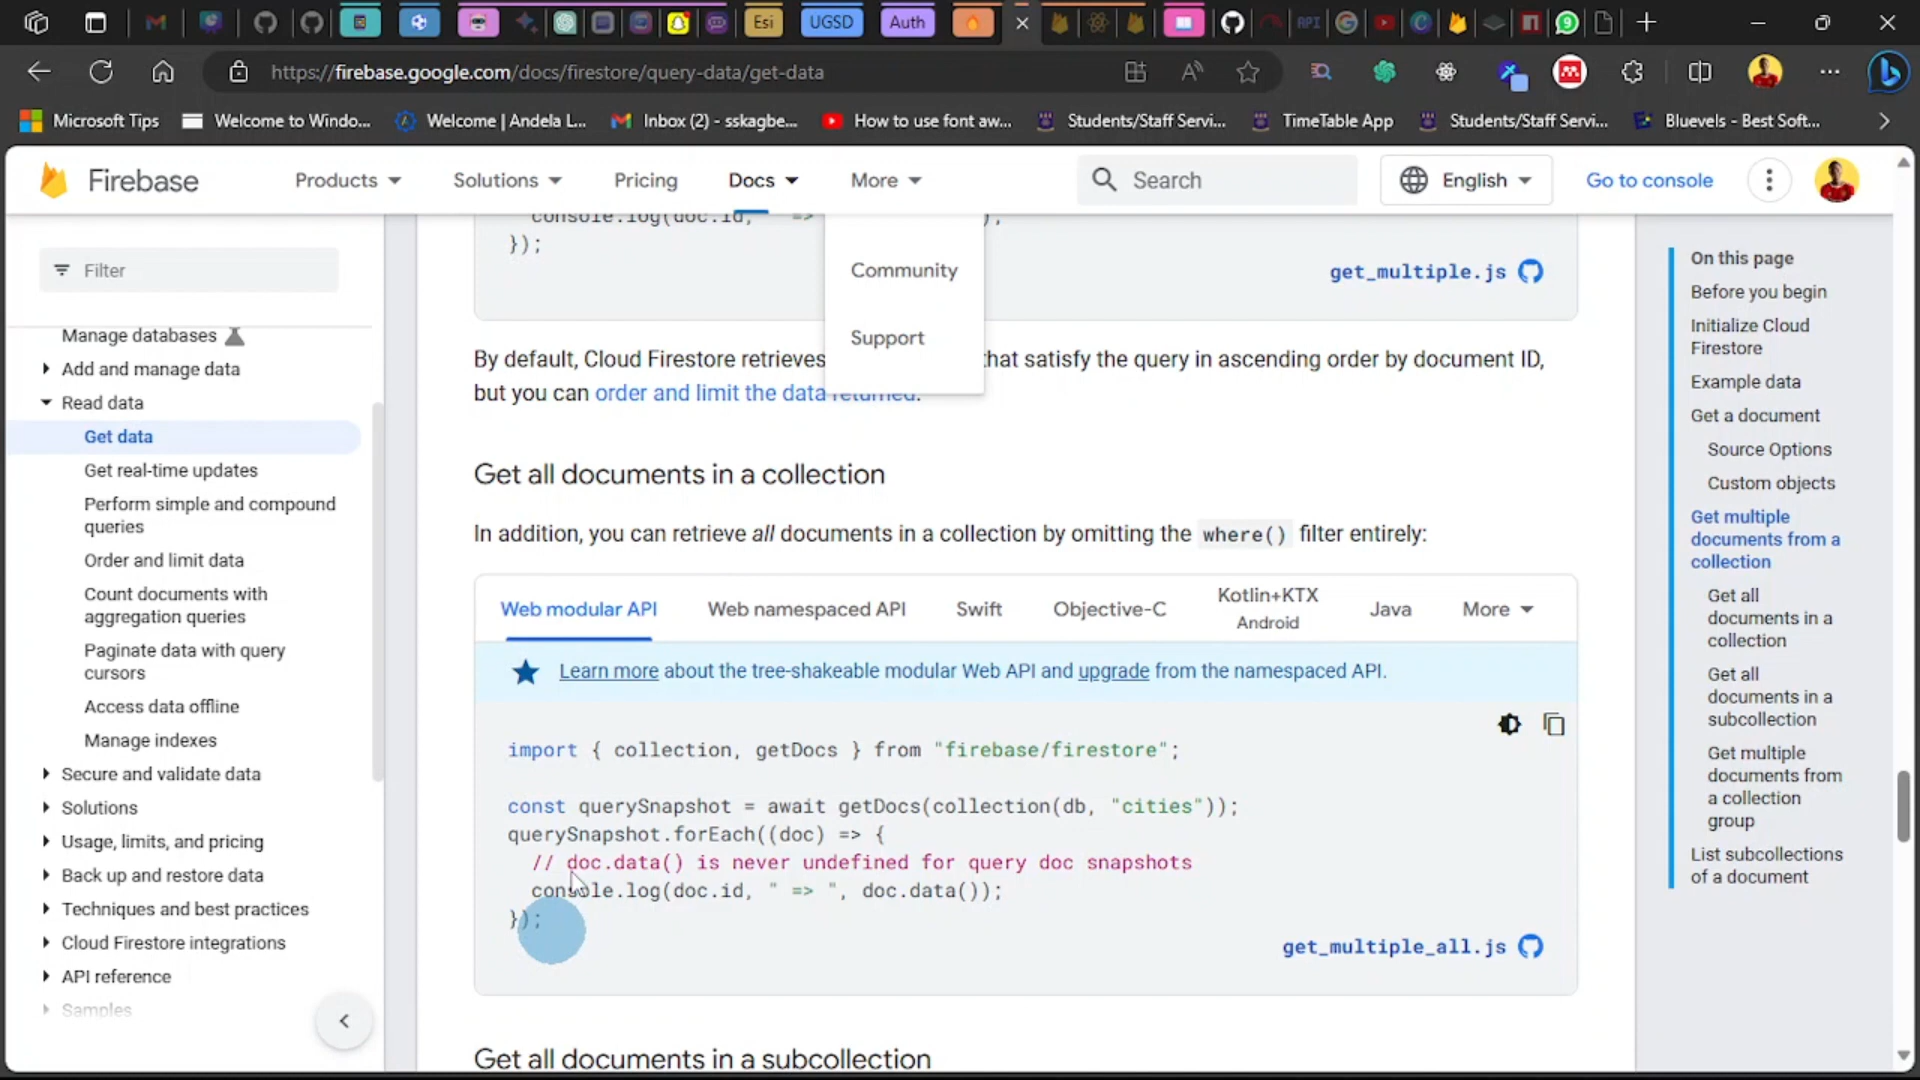 Esi
UGSD
Auth
API
https://firebase.google.com/docs/firestore/query-data/get-data
Microsoft Tips
Welcome to Windo...
Welcome | Andela L...
Inbox (2) - sskagbe...
How to use font aw...
Students/Staff Servi...
TimeTable App
Students/Staff Servi...
Bluevels - Best Soft...
Firebase
Products
Solutions
Pricing
Docs
More
Search
English
Go to console
Community
Support
Filter
Manage databases
Add and manage data
Read data
Get data
Get real-time updates
Perform simple and compound
queries
Order and limit data
Count documents with
aggregation queries
Paginate data with query
cursors
Access data offline
Manage indexes
Secure and validate data
Solutions
Usage, limits, and pricing
Back up and restore data
Techniques and best practices
Cloud Firestore integrations
API reference
Samples
console.log(doc.id, " =>
});
get_multiple.js
By default, Cloud Firestore retrieves that satisfy the query in ascending order by document ID,
but you can order and limit the data returned.
Get all documents in a collection
In addition, you can retrieve all documents in a collection by omitting the where() filter entirely:
Web modular API
Web namespaced API
Swift
Objective-C
Kotlin+KTX
Android
Java
More
Learn more about the tree-shakeable modular Web API and upgrade from the namespaced API.
import { collection, getDocs } from "firebase/firestore";
const querySnapshot = await getDocs(collection(db, "cities"));
querySnapshot.forEach((doc) => {
// doc.data() is never undefined for query doc snapshots
console.log(doc.id, " => ", doc.data());
});
get_multiple_all.js
Get all documents in a subcollection
On this page
Before you begin
Initialize Cloud
Firestore
Example data
Get a document
Source Options
Custom objects
Get multiple
documents from a
collection
Get all
documents in a
collection
Get all
documents in a
subcollection
Get multiple
documents from
a collection
group
List subcollections
of a document